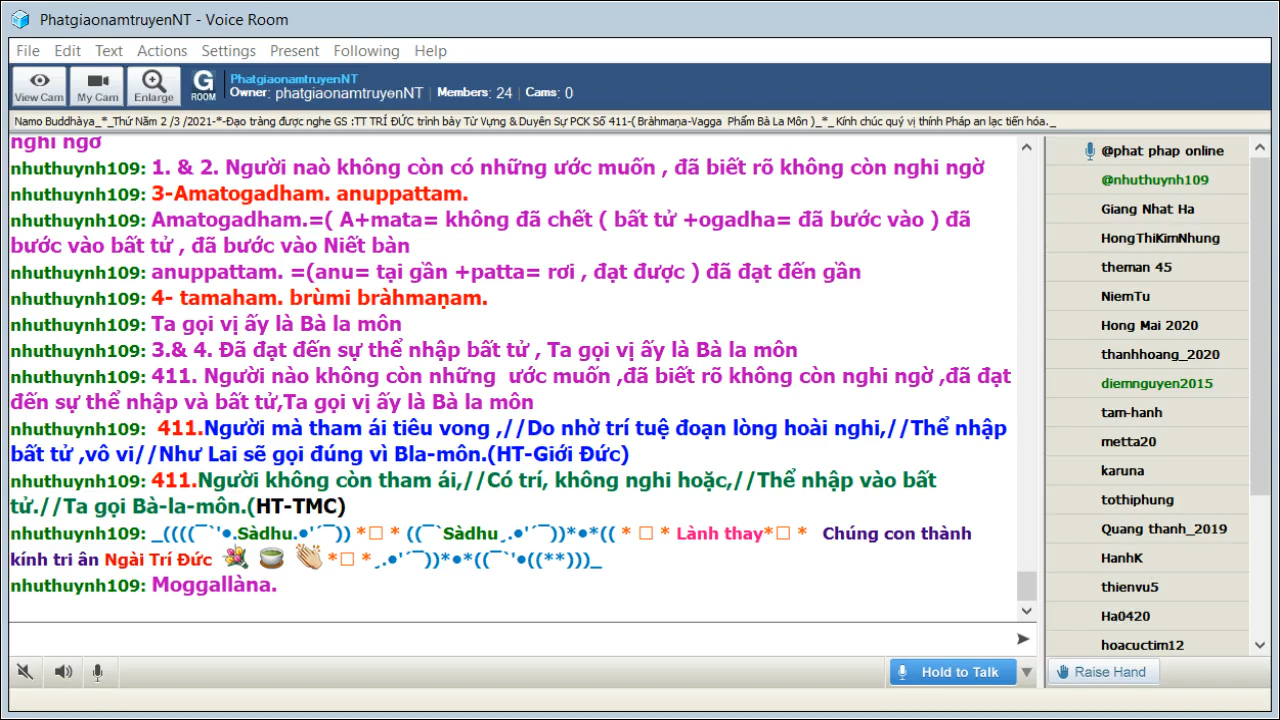 PhatgiaonamtruyenNT - Voice Room
File Edit Text Actions Settings Present Following Help
View Cam My Cam Enlarge G ROOM
PhatgiaonamtruyenNT
Owner: phatgiaonamtruyenNT Members: 24 Cams: 0
Namo Buddhàya_*_Thứ Năm 2 /3 /2021-*-Đạo tràng được nghe GS :TT TRÍ ĐỨC trình bày Từ Vựng & Duyên Sự PCK Số 411-( Bràhmaṇa-Vagga Phẩm Bà La Môn )_*_ Kính chúc quý vị thính Pháp an lạc tiến hóa._
nghi ngờ
nhuthuynh109: 1. & 2. Người naò không còn có những ước muốn , đã biết rõ không còn nghi ngờ
nhuthuynh109: 3-Amatogadham. anuppattam.
nhuthuynh109: Amatogadham.=( A+mata= không đã chết ( bất tử +ogadha= đã bước vào ) đã
bước vào bất tử , đã bước vào Niết bàn
nhuthuynh109: anuppattam. =(anu= tại gần +patta= rơi , đạt được ) đã đạt đến gần
nhuthuynh109: 4- tamaham. brùmi bràhmaṇam.
nhuthuynh109: Ta gọi vị ấy là Bà la môn
nhuthuynh109: 3.& 4. Đã đạt đến sự thể nhập bất tử , Ta gọi vị ấy là Bà la môn
nhuthuynh109: 411. Người nào không còn những ước muốn ,đã biết rõ không còn nghi ngờ ,đã đạt
đến sự thể nhập và bất tử,Ta gọi vị ấy là Bà la môn
nhuthuynh109: 411.Người mà tham ái tiêu vong ,//Do nhờ trí tuệ đoạn lòng hoài nghi,//Thể nhập
bất tử ,vô vi//Như Lai sẽ gọi đúng vì Bla-môn.(HT-Giới Đức)
nhuthuynh109: 411.Người không còn tham ái,//Có trí, không nghi hoặc,//Thể nhập vào bất
tử.//Ta gọi Bà-la-môn.(HT-TMC)
nhuthuynh109: _((((¯`'•.Sàdhu.•'´¯)) *□ * ((¯`Sàdhu¸.•'´¯))*•*(( * □ * Lành thay*□ * Chúng con thành
kính tri ân Ngài Trí Đức 💐 🍵 👏 *□ *¸.•'´¯))*•*((¯`'•((**)))_
nhuthuynh109: Moggallàna.
Hold to Talk
@phat phap online
@nhuthuynh109
Giang Nhat Ha
HongThiKimNhung
theman 45
NiemTu
Hong Mai 2020
thanhhoang_2020
diemnguyen2015
tam-hanh
metta20
karuna
tothiphung
Quang thanh_2019
HanhK
thienvu5
Ha0420
hoacuctim12
Raise Hand